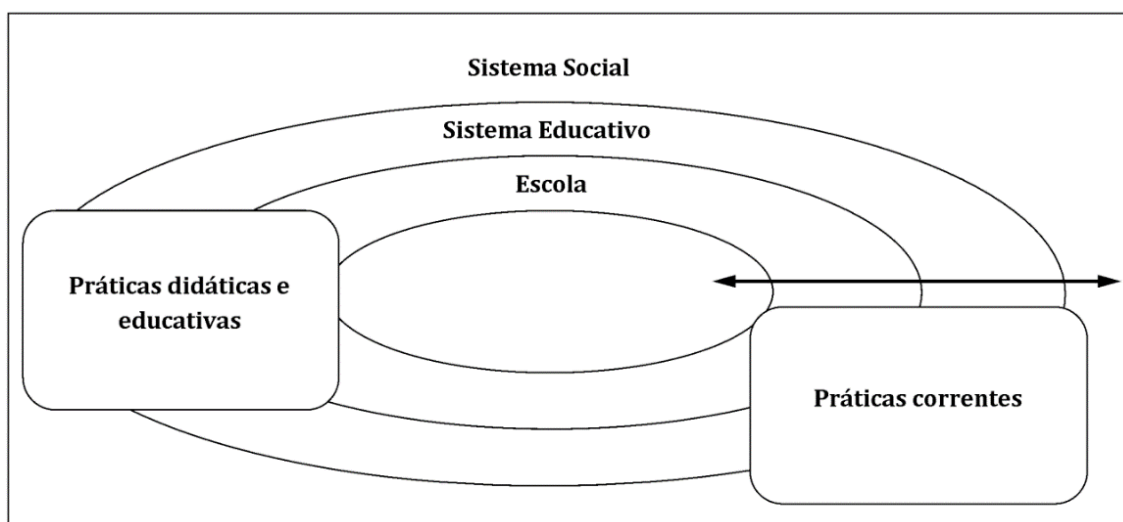 Sistema Social
Sistema Educativo
Escola
Práticas didáticas e
educativas
Práticas correntes